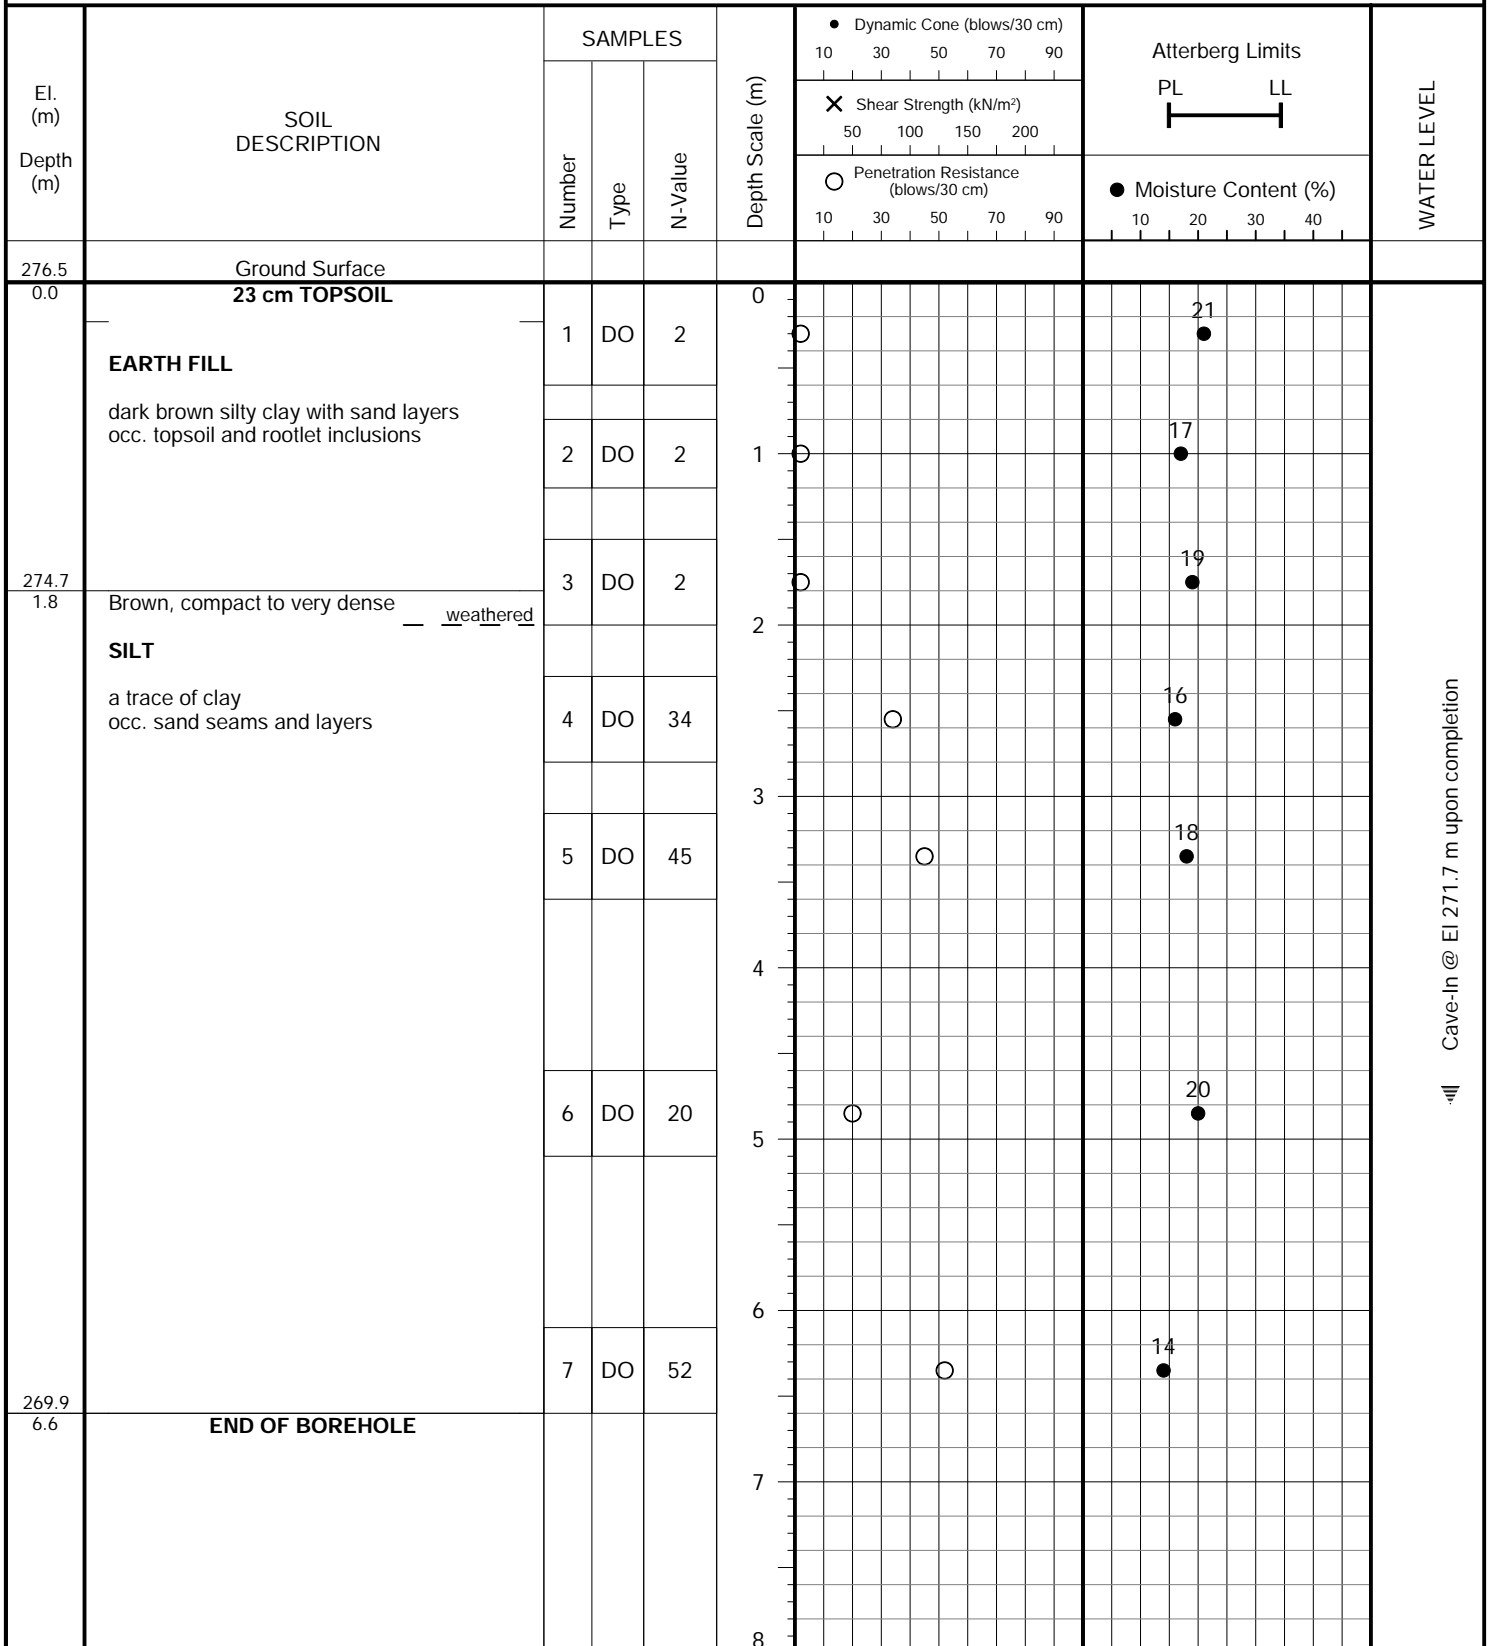 El.
(m)
Depth
(m)
SOIL
DESCRIPTION
SAMPLES
Number
Type
N-Value
Depth Scale (m)
Dynamic Cone (blows/30 cm)
10 30 50 70 90
Shear Strength (kN/m²)
50 100 150 200
Penetration Resistance
(blows/30 cm)
10 30 50 70 90
Atterberg Limits
PL LL
Moisture Content (%)
10 20 30 40
WATER LEVEL
276.5 Ground Surface
0.0 23 cm TOPSOIL 0
21
1 DO 2
EARTH FILL
dark brown silty clay with sand layers
occ. topsoil and rootlet inclusions
17
2 DO 2 1
19
274.7 3 DO 2
1.8 Brown, compact to very dense
weathered
2
SILT
a trace of clay
occ. sand seams and layers
16
4 DO 34
3
18
5 DO 45
4
Cave-In @ El 271.7 m upon completion
20
6 DO 20
5
6
14
7 DO 52
269.9
6.6 END OF BOREHOLE
7
8